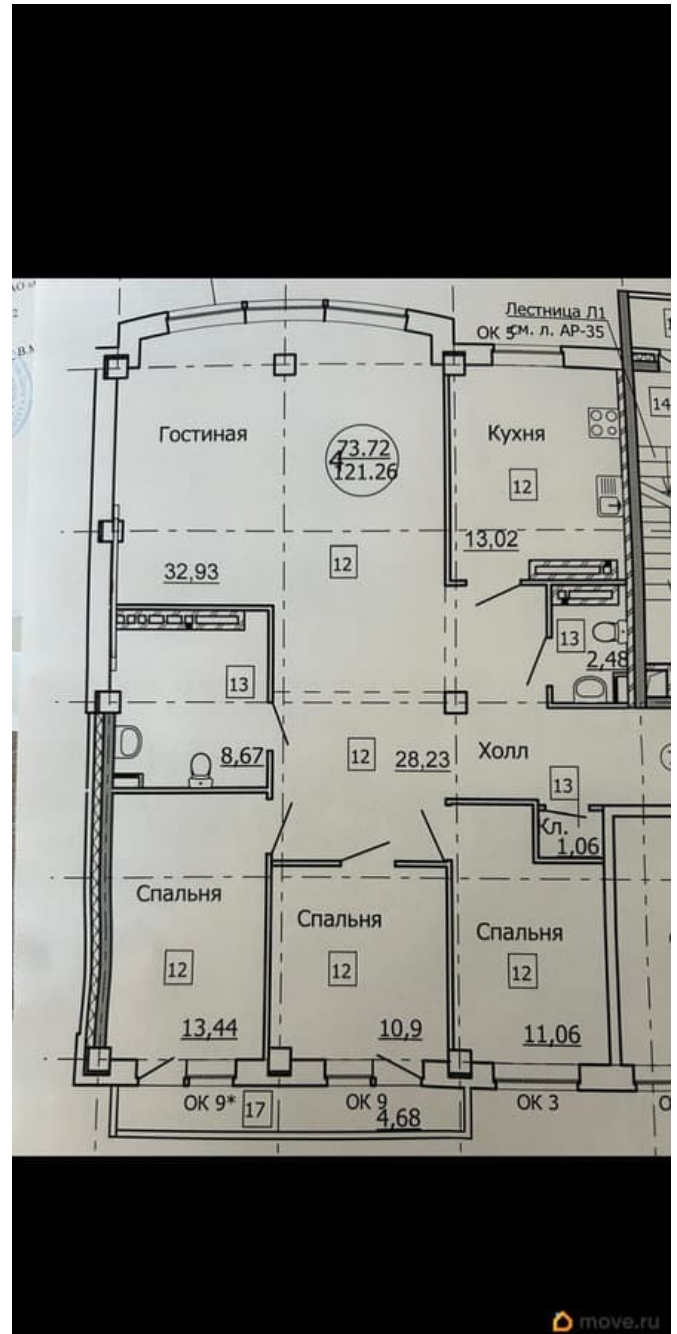 Лестница Л1
ОК 5
см. л. АР-35
14
Гостиная
Кухня
4
73.72
121.26
12
12
13,02
32,93
13
2,48
13
8,67
12
28,23
Холл
13
Кл.
1,06
Спальня
Спальня
Спальня
12
12
12
13,44
10,9
11,06
ОК 9*
17
ОК 9
4,68
ОК 3
move.ru